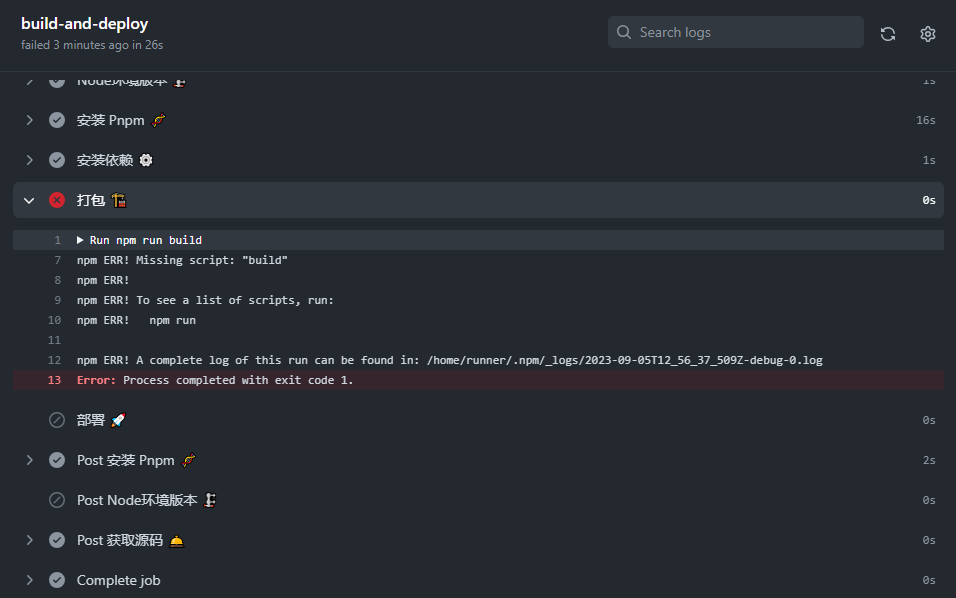 build-and-deploy
failed 3 minutes ago in 26s
Search logs
Node环境版本 1s
安装 Pnpm 16s
安装依赖 1s
打包 0s
1 Run npm run build
7 npm ERR! Missing script: "build"
8 npm ERR!
9 npm ERR! To see a list of scripts, run:
10 npm ERR!   npm run
11
12 npm ERR! A complete log of this run can be found in: /home/runner/.npm/_logs/2023-09-05T12_56_37_509Z-debug-0.log
13 Error: Process completed with exit code 1.
部署 🚀 0s
Post 安装 Pnpm 2s
Post Node环境版本 0s
Post 获取源码 0s
Complete job 0s